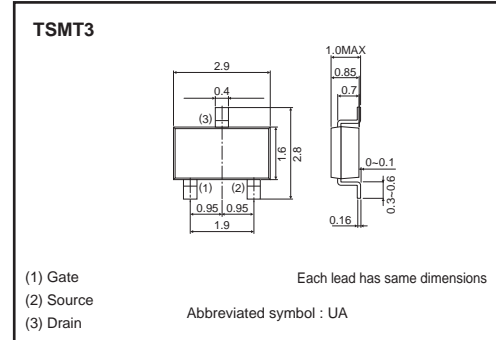 TSMT3
1.0MAX
2.9
0.85
0.4
0.7
(3)
1.6
2.8
0~0.1
(1)
(2)
0.3~0.6
0.95
0.95
0.16
1.9
(1) Gate
Each lead has same dimensions
(2) Source
Abbreviated symbol : UA
(3) Drain